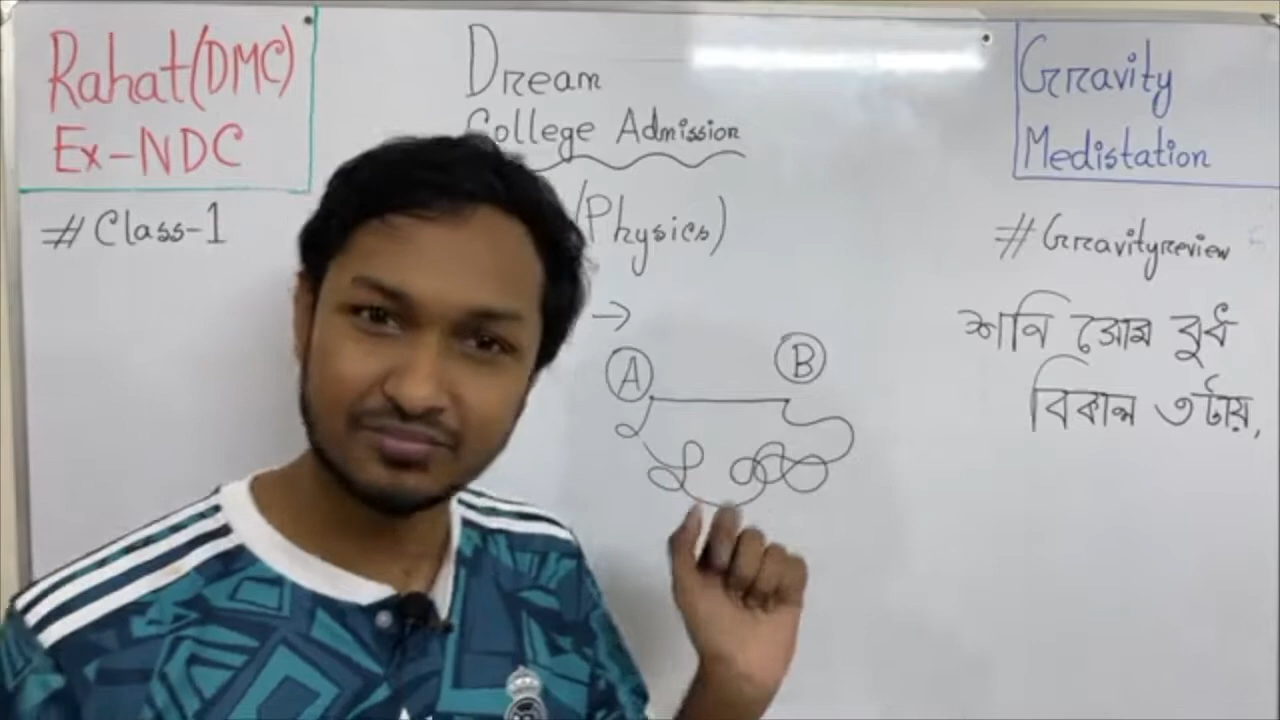 Rahat(DMC)
Ex-NDC
#Class-1
Dream
College Admission
(Physics)
A
B
Gravity
Medistation
#Gravityreview
শনি সোম বুধ
বিকাল ৩টায়,